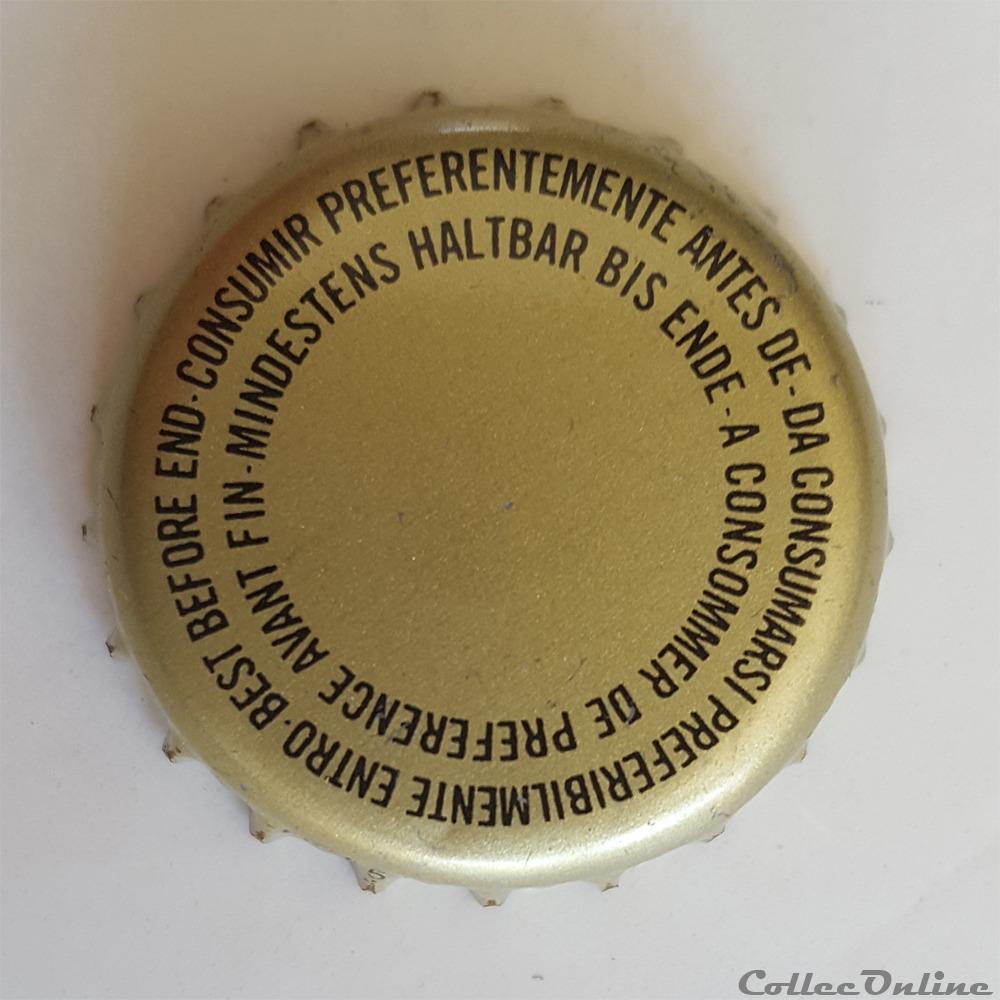 BEST BEFORE END - CONSUMIR PREFERENTEMENTE ANTES DE - DA CONSUMARSI PREFERIBILMENTE ENTRO -
MINDESTENS HALTBAR BIS ENDE - A CONSOMMER DE PREFERENCE AVANT FIN -
CollecOnline